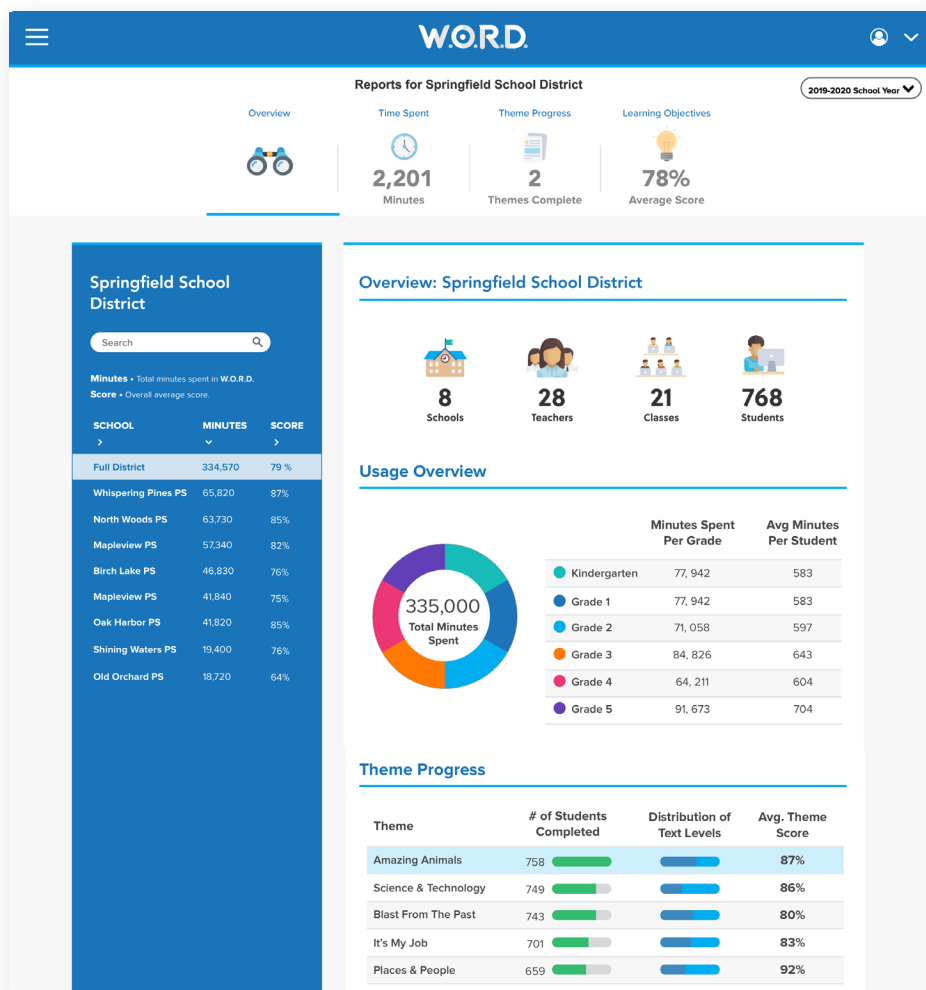 W.O.R.D.
Reports for Springfield School District
2019-2020 School Year
Overview
Time Spent
2,201
Minutes
Theme Progress
2
Themes Complete
Learning Objectives
78%
Average Score
Springfield School
District
Search
Minutes • Total minutes spent in W.O.R.D.
Score • Overall average score.
SCHOOL MINUTES SCORE
Full District 334,570 79 %
Whispering Pines PS 65,820 87%
North Woods PS 63,730 85%
Mapleview PS 57,340 82%
Birch Lake PS 46,830 76%
Mapleview PS 41,840 75%
Oak Harbor PS 41,820 85%
Shining Waters PS 19,400 76%
Old Orchard PS 18,720 64%
Overview: Springfield School District
8
Schools
28
Teachers
21
Classes
768
Students
Usage Overview
335,000
Total Minutes
Spent
Minutes Spent
Per Grade
Avg Minutes
Per Student
Kindergarten 77, 942 583
Grade 1 77, 942 583
Grade 2 71, 058 597
Grade 3 84, 826 643
Grade 4 64, 211 604
Grade 5 91, 673 704
Theme Progress
Theme
# of Students
Completed
Distribution of
Text Levels
Avg. Theme
Score
Amazing Animals 758 87%
Science & Technology 749 86%
Blast From The Past 743 80%
It's My Job 701 83%
Places & People 659 92%